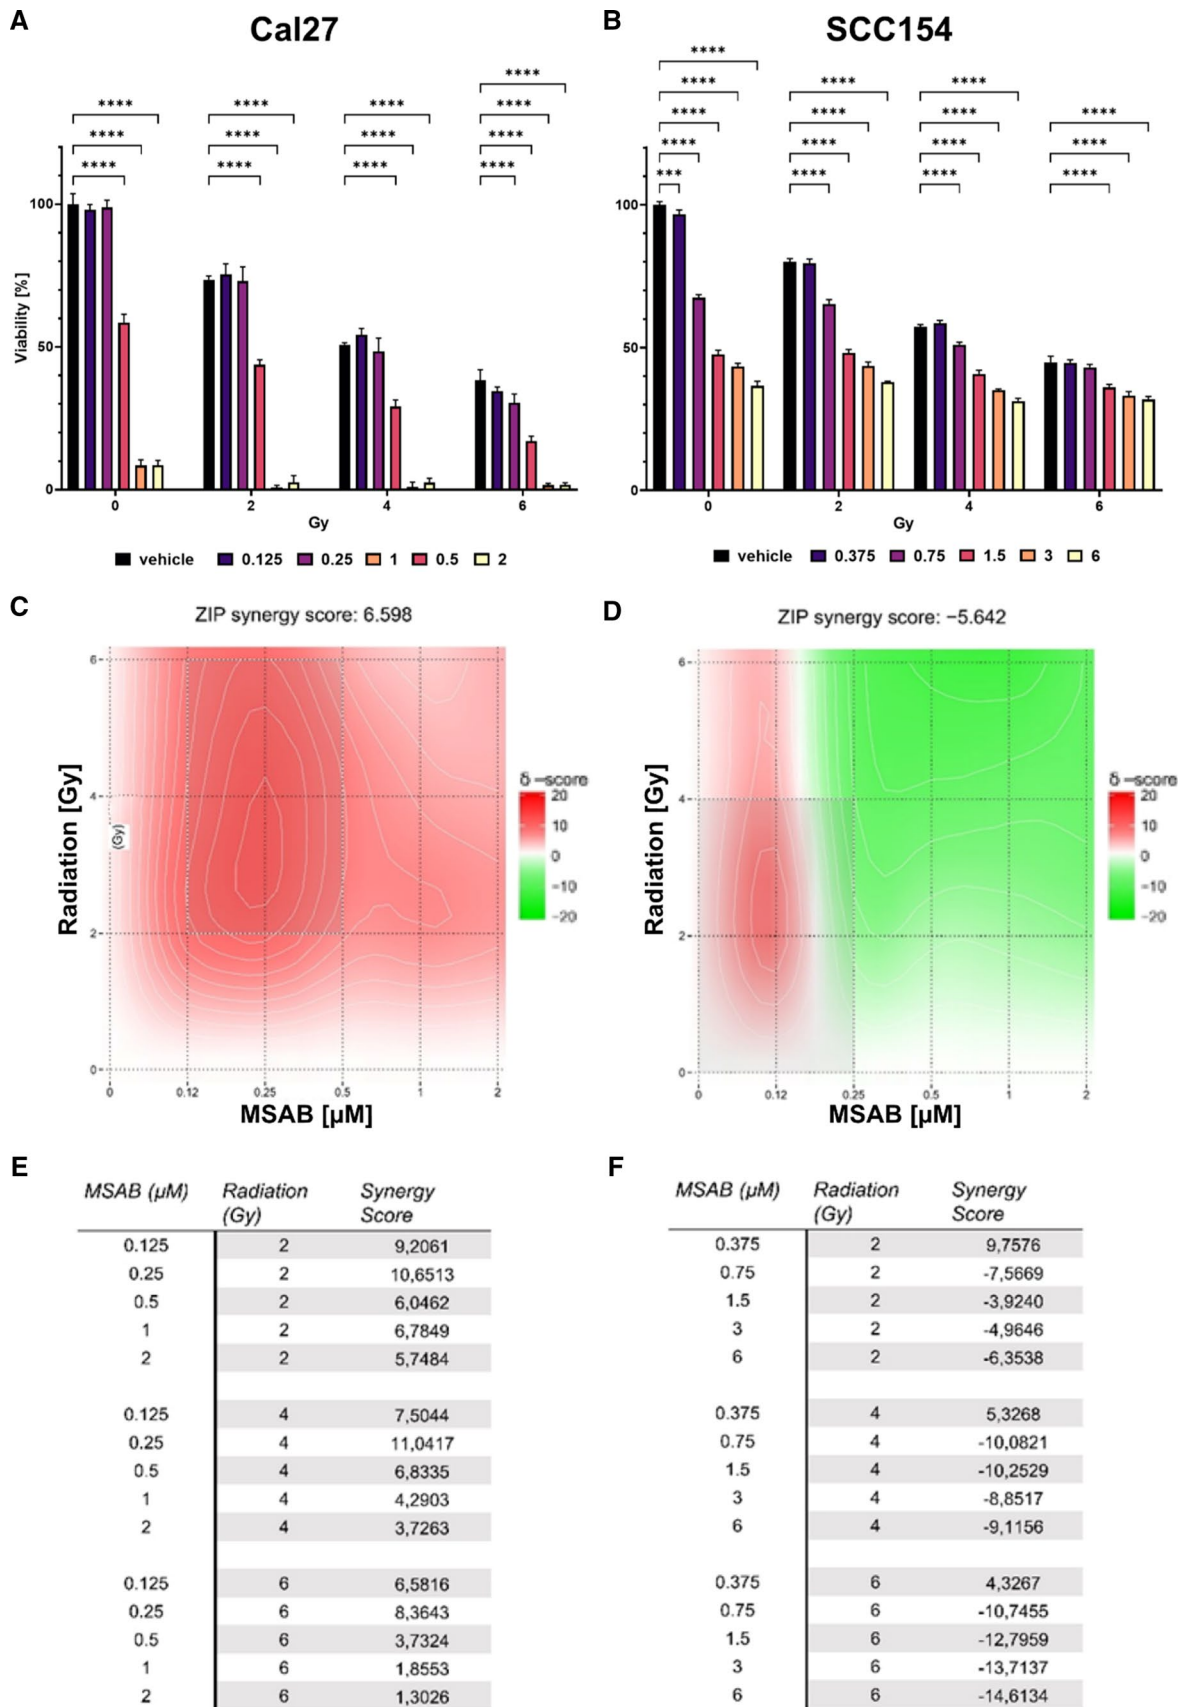 A
Cal27
B
SCC154
****
****
****
****
****
****
****
****
****
****
****
****
****
Viability [%]
100
50
0
0
2
4
6
Gy
vehicle 0.125 0.25 1 0.5 2
****
****
****
****
***
****
****
****
****
****
****
****
****
****
****
****
100
50
0
0
2
4
6
Gy
vehicle 0.375 0.75 1.5 3 6
C
ZIP synergy score: 6.598
Radiation [Gy]
(Gy)
6
4
2
0
0 0.12 0.25 0.5 1 2
MSAB [µM]
δ –score
20
10
0
−10
−20
D
ZIP synergy score: −5.642
Radiation [Gy]
6
4
2
0
0 0.12 0.25 0.5 1 2
MSAB [µM]
δ –score
20
10
0
−10
−20
E
MSAB (µM) Radiation (Gy) Synergy Score
0.125 2 9,2061
0.25 2 10,6513
0.5 2 6,0462
1 2 6,7849
2 2 5,7484
0.125 4 7,5044
0.25 4 11,0417
0.5 4 6,8335
1 4 4,2903
2 4 3,7263
0.125 6 6,5816
0.25 6 8,3643
0.5 6 3,7324
1 6 1,8553
2 6 1,3026
F
MSAB (µM) Radiation (Gy) Synergy Score
0.375 2 9,7576
0.75 2 -7,5669
1.5 2 -3,9240
3 2 -4,9646
6 2 -6,3538
0.375 4 5,3268
0.75 4 -10,0821
1.5 4 -10,2529
3 4 -8,8517
6 4 -9,1156
0.375 6 4,3267
0.75 6 -10,7455
1.5 6 -12,7959
3 6 -13,7137
6 6 -14,6134